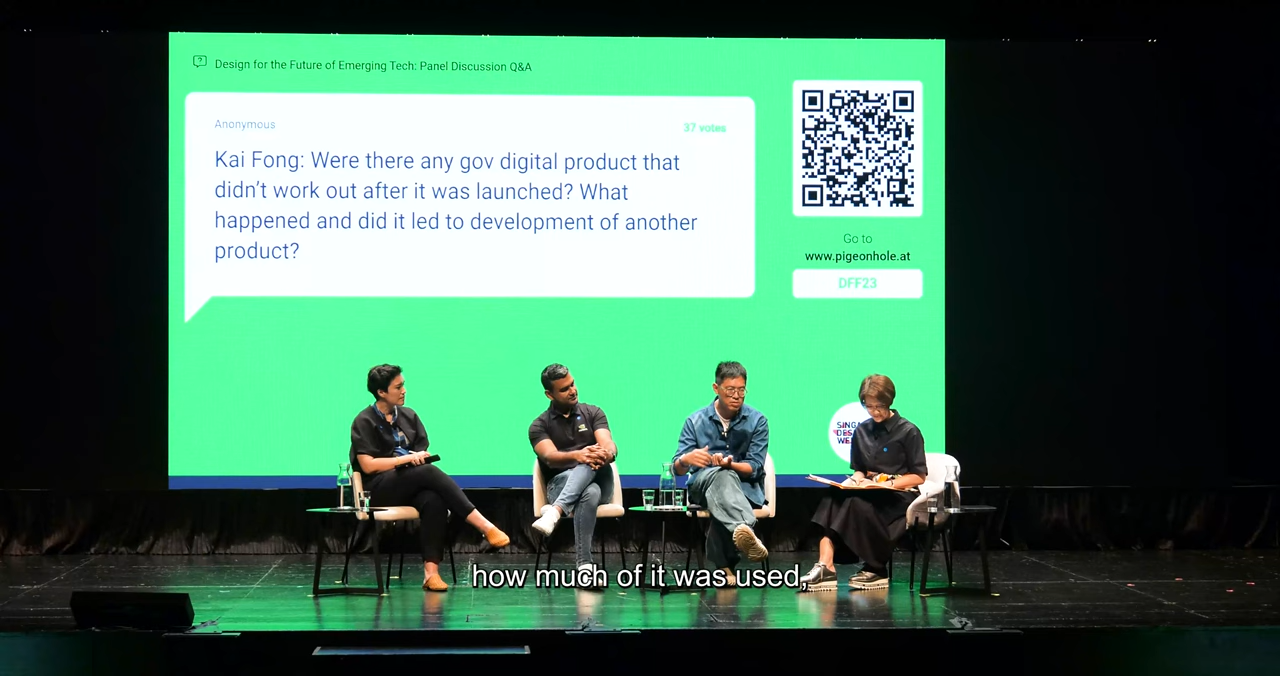 Design for the Future of Emerging Tech: Panel Discussion Q&A
Anonymous
37 votes
Kai Fong: Were there any gov digital product that
didn't work out after it was launched? What
happened and did it led to development of another
product?
Go to
www.pigeonhole.at
DFF23
how much of it was used,